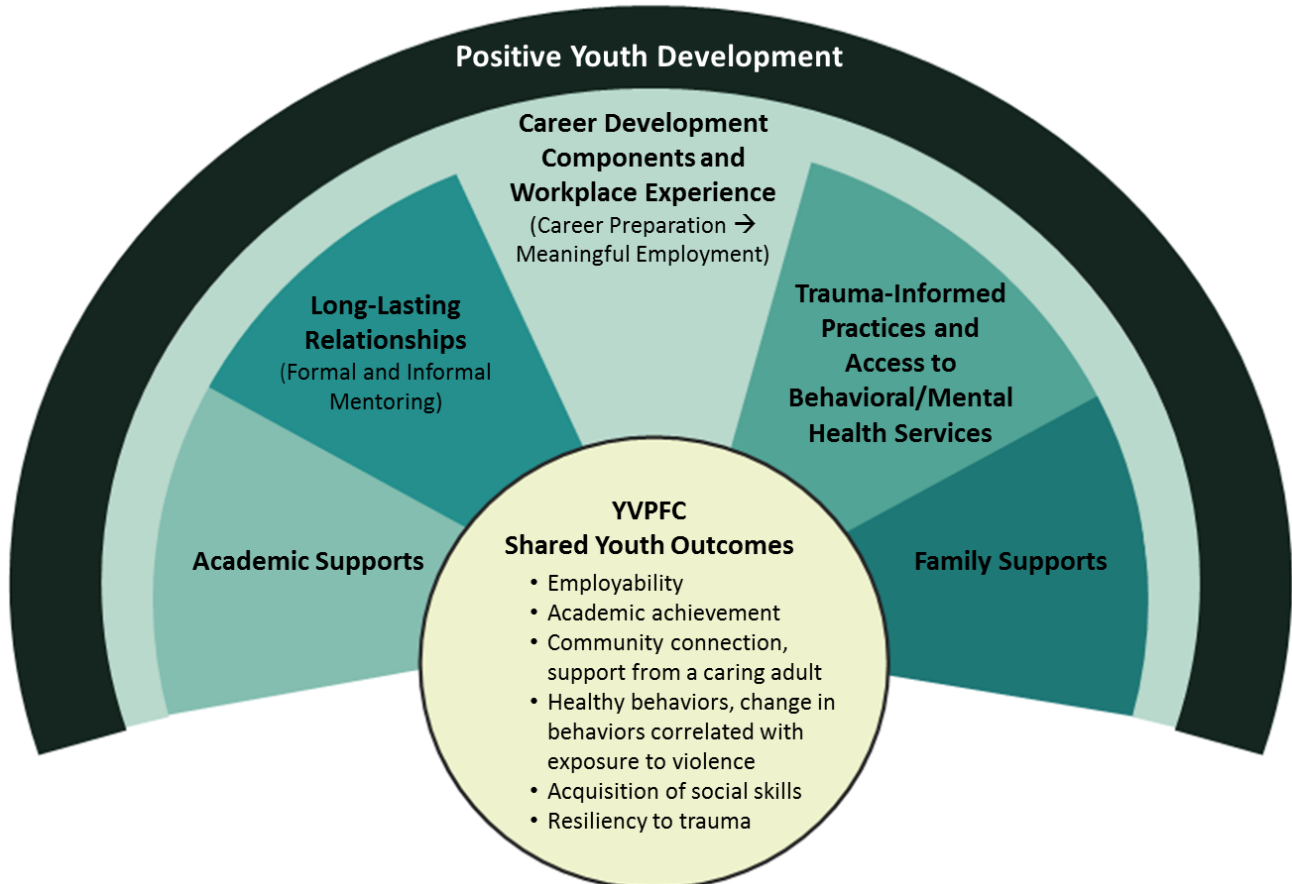 Positive Youth Development
Career Development
Components and
Workplace Experience
(Career Preparation →
Meaningful Employment)
Long-Lasting
Relationships
(Formal and Informal
Mentoring)
Trauma-Informed
Practices and
Access to
Behavioral/Mental
Health Services
Academic Supports
Family Supports
YVPFC
Shared Youth Outcomes
• Employability
• Academic achievement
• Community connection,
support from a caring adult
• Healthy behaviors, change in
behaviors correlated with
exposure to violence
• Acquisition of social skills
• Resiliency to trauma